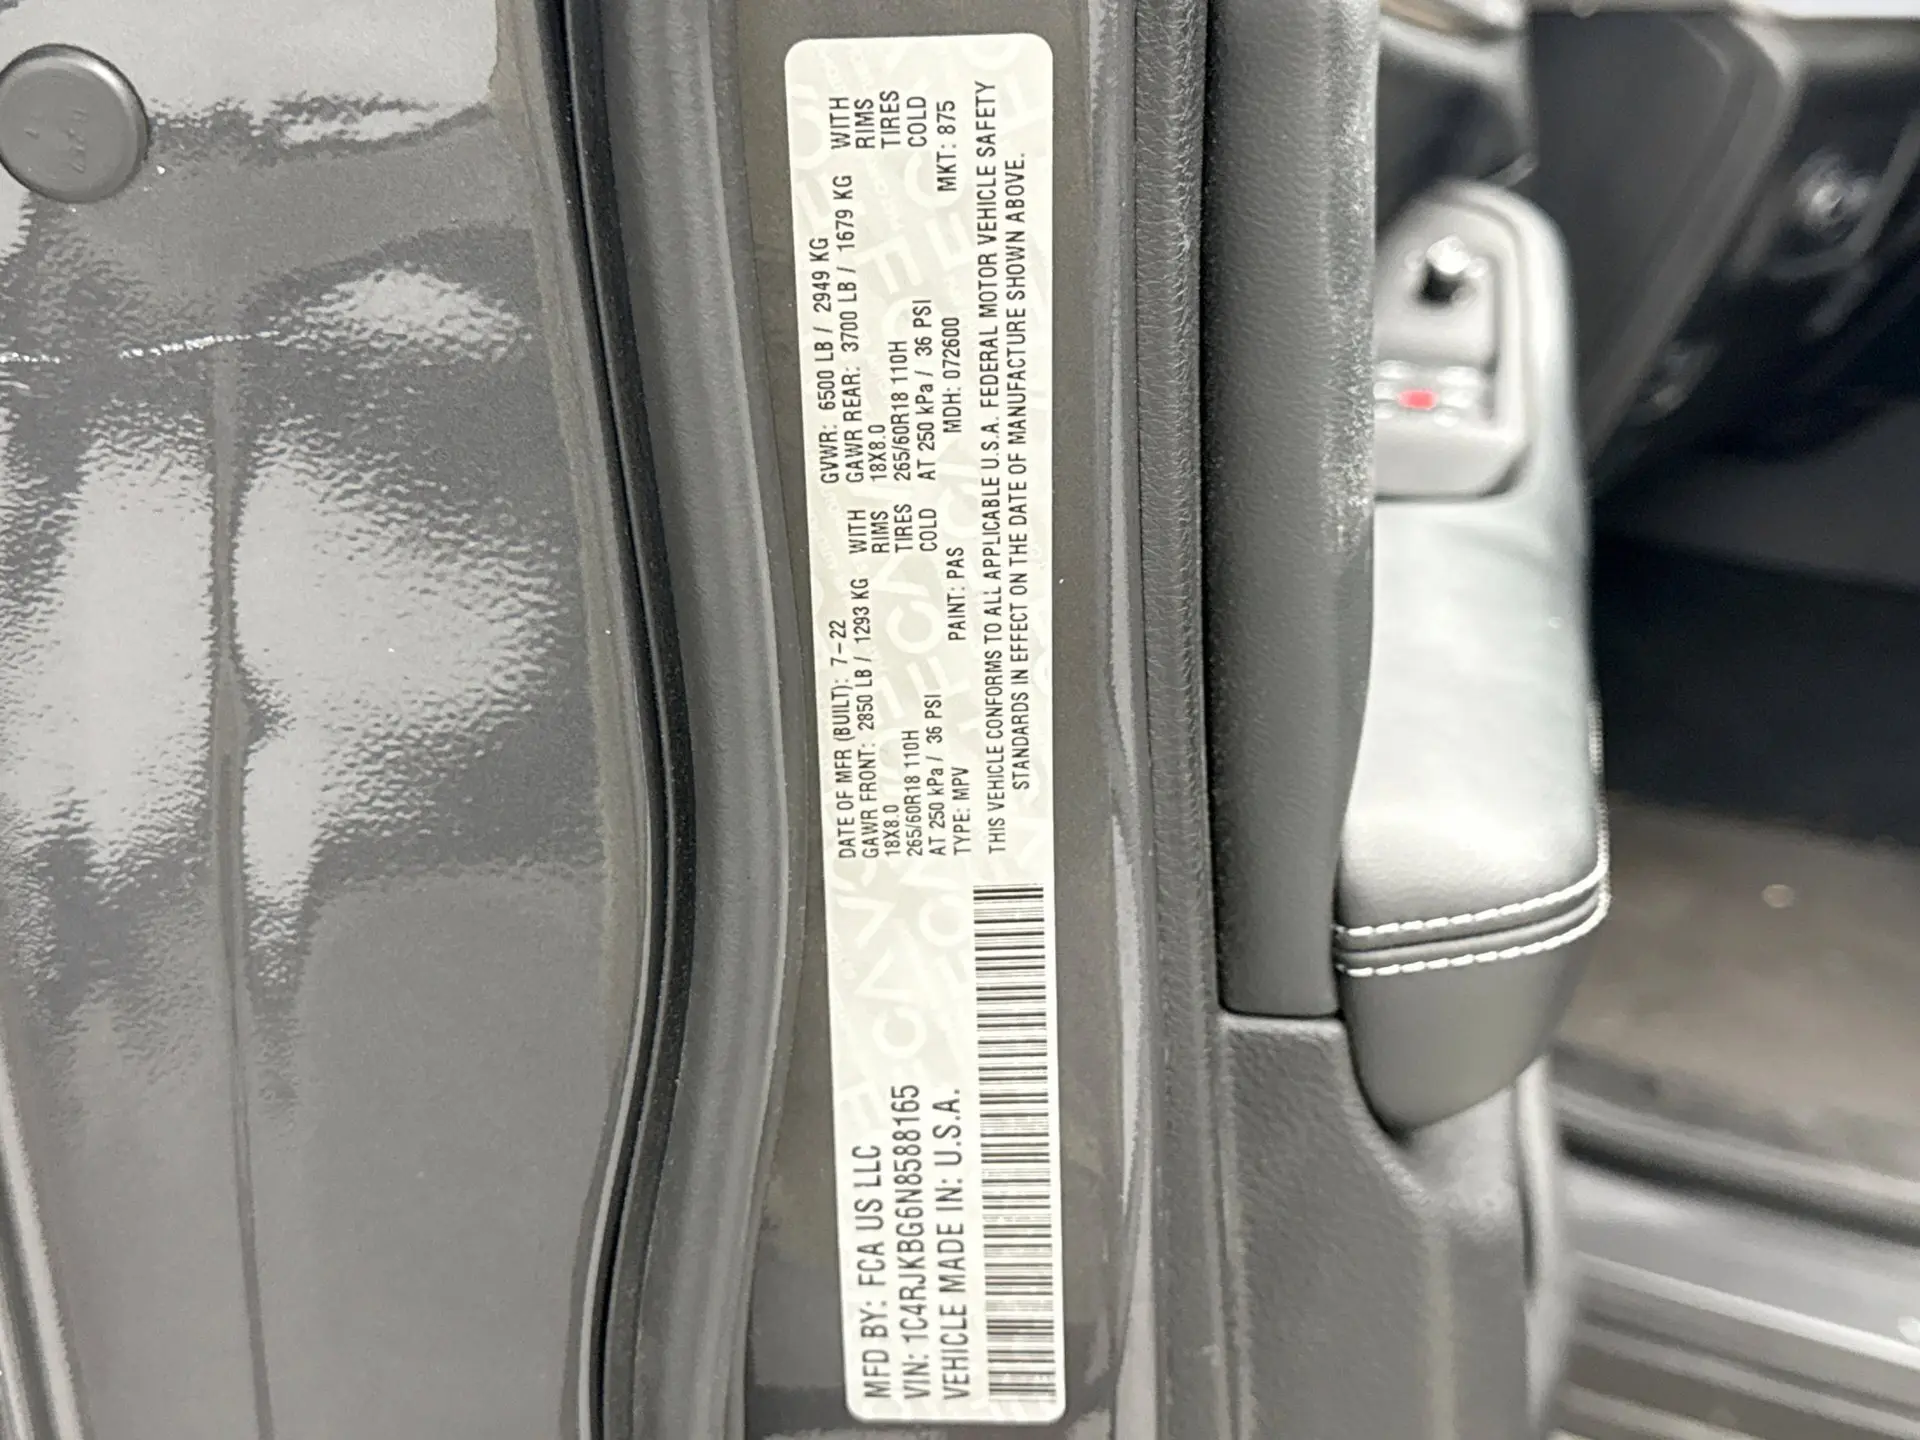 MFD BY: FCA US LLC
VIN: 1C4RJKBG6N8588165
VEHICLE MADE IN: U.S.A.
DATE OF MFR (BUILT): 7-22 GVWR: 6500 LB / 2949 KG
GAWR FRONT: 2850 LB / 1293 KG WITH GAWR REAR: 3700 LB / 1679 KG WITH
18X8.0 RIMS 18X8.0 RIMS
265/60R18 110H TIRES 265/60R18 110H TIRES
AT 250 kPa / 36 PSI COLD AT 250 kPa / 36 PSI COLD
TYPE: MPV PAINT: PAS MDH: 072600 MKT: 875
THIS VEHICLE CONFORMS TO ALL APPLICABLE U.S.A. FEDERAL MOTOR VEHICLE SAFETY
STANDARDS IN EFFECT ON THE DATE OF MANUFACTURE SHOWN ABOVE.